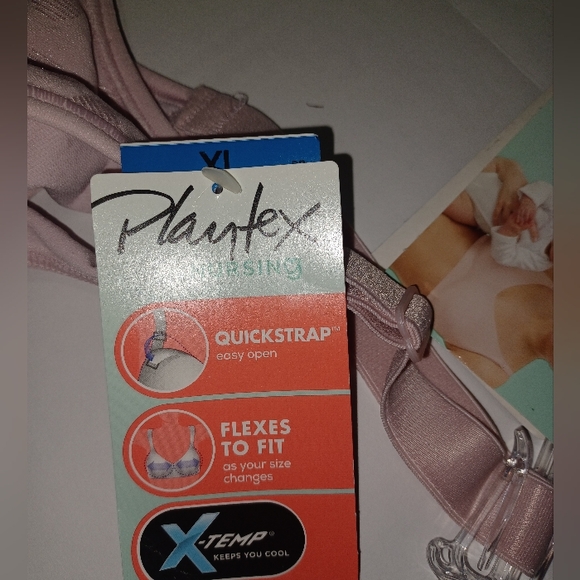 XL
Playtex
NURSING
QUICKSTRAP™
easy open
FLEXES
TO FIT
as your size
changes
X-TEMP®
KEEPS YOU COOL